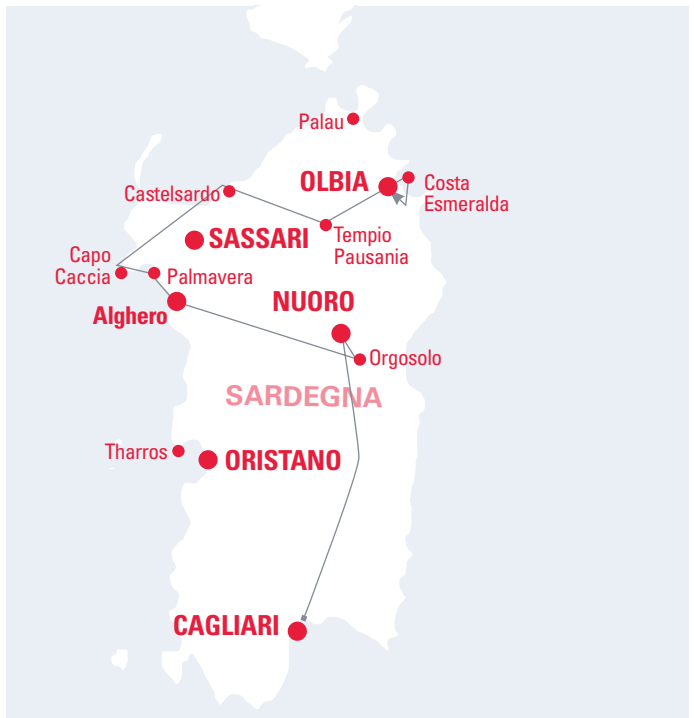 Palau
OLBIA
Costa
Esmeralda
Castelsardo
Tempio
Pausania
SASSARI
Capo
Caccia
Palmavera
NUORO
Alghero
Orgosolo
SARDEGNA
Tharros
ORISTANO
CAGLIARI